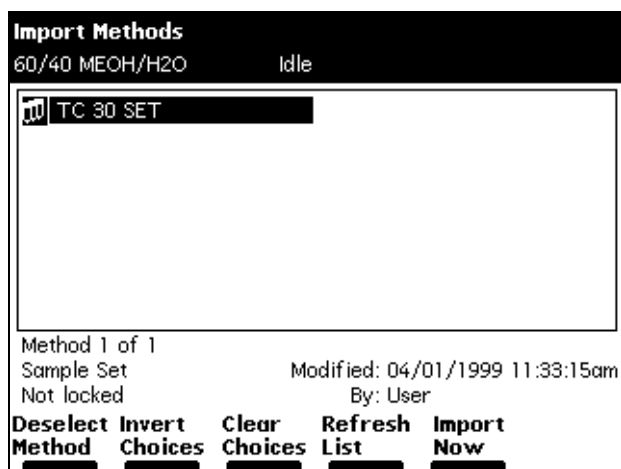 Import Methods
60/40 MEOH/H2O Idle
TC 30 SET
Method 1 of 1
Sample Set Modified: 04/01/1999 11:33:15am
Not locked By: User
Deselect Invert Clear Refresh Import
Method Choices Choices List Now